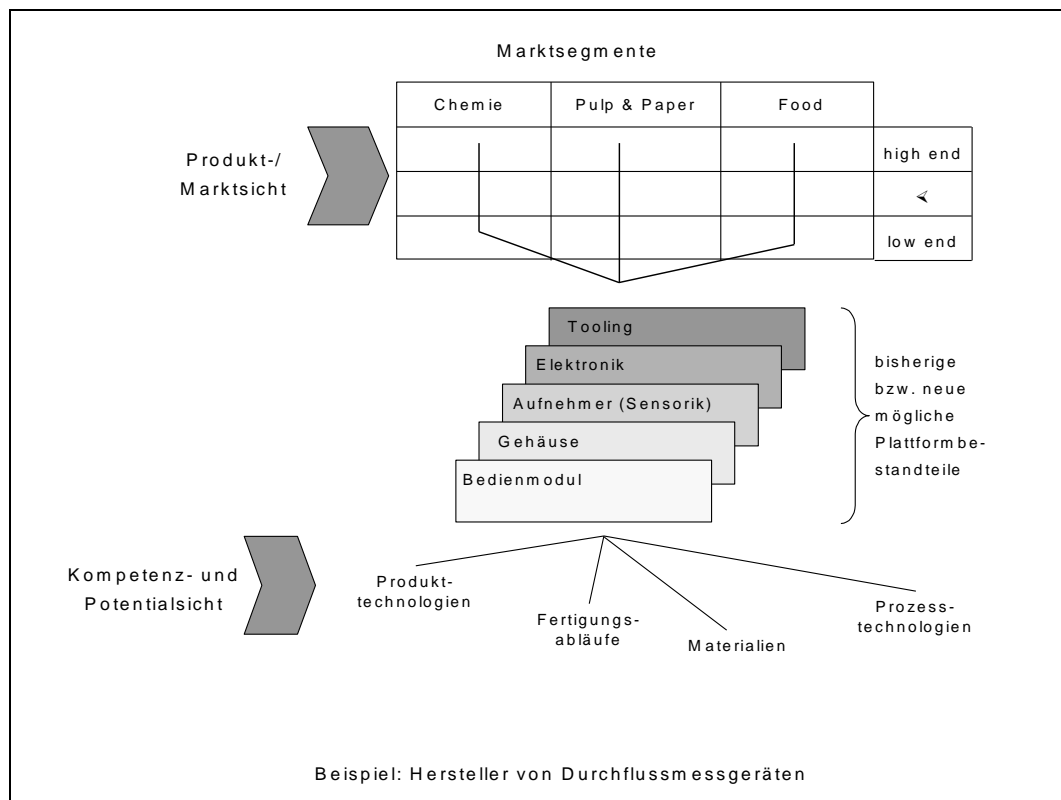 Marktsegmente
Chemie
Pulp & Paper
Food
Produkt-/
Marktsicht
high end
low end
Tooling
Elektronik
Aufnehmer (Sensorik)
Gehäuse
Bedienmodul
bisherige
bzw. neue
mögliche
Plattformbe-
standteile
Kompetenz- und
Potentialsicht
Produkt-
technologien
Fertigungs-
abläufe
Materialien
Prozess-
technologien
Beispiel: Hersteller von Durchflussmessgeräten